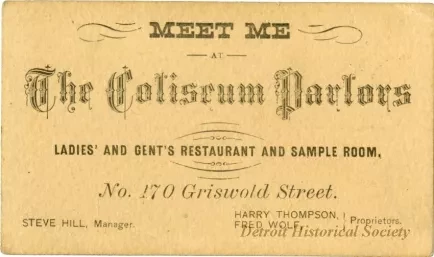 MEET ME
AT
The Coliseum Parlors
LADIES' AND GENT'S RESTAURANT AND SAMPLE ROOM,
No. 170 Griswold Street.
STEVE HILL, Manager.
HARRY THOMPSON,
FRED WOLF,
Proprietors.
Detroit Historical Society